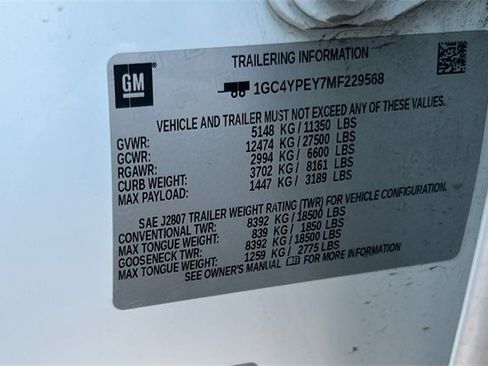 GM
TRAILERING INFORMATION
1GC4YPEY7MF229568
VEHICLE AND TRAILER MUST NOT EXCEED ANY OF THESE VALUES.
GVWR: 5148 KG / 11350 LBS
GCWR: 12474 KG / 27500 LBS
RGAWR: 2994 KG / 6600 LBS
CURB WEIGHT: 3702 KG / 8161 LBS
MAX PAYLOAD: 1447 KG / 3189 LBS
SAE J2807 TRAILER WEIGHT RATING (TWR) FOR VEHICLE CONFIGURATION.
CONVENTIONAL TWR: 8392 KG / 18500 LBS
MAX TONGUE WEIGHT: 839 KG / 1850 LBS
GOOSENECK TWR: 8392 KG / 18500 LBS
MAX TONGUE WEIGHT: 1259 KG / 2775 LBS
SEE OWNER'S MANUAL FOR MORE INFORMATION